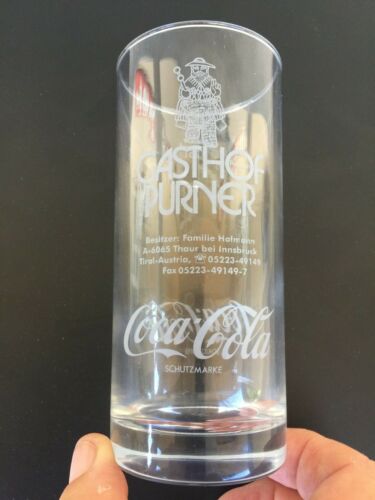 GASTHOF
PURNER
Besitzer: Familie Hofmann
A-6065 Thaur bei Innsbruck
Tirol-Austria, ☏ 05223-49149
Fax 05223-49149-7
Coca-Cola
SCHUTZMARKE